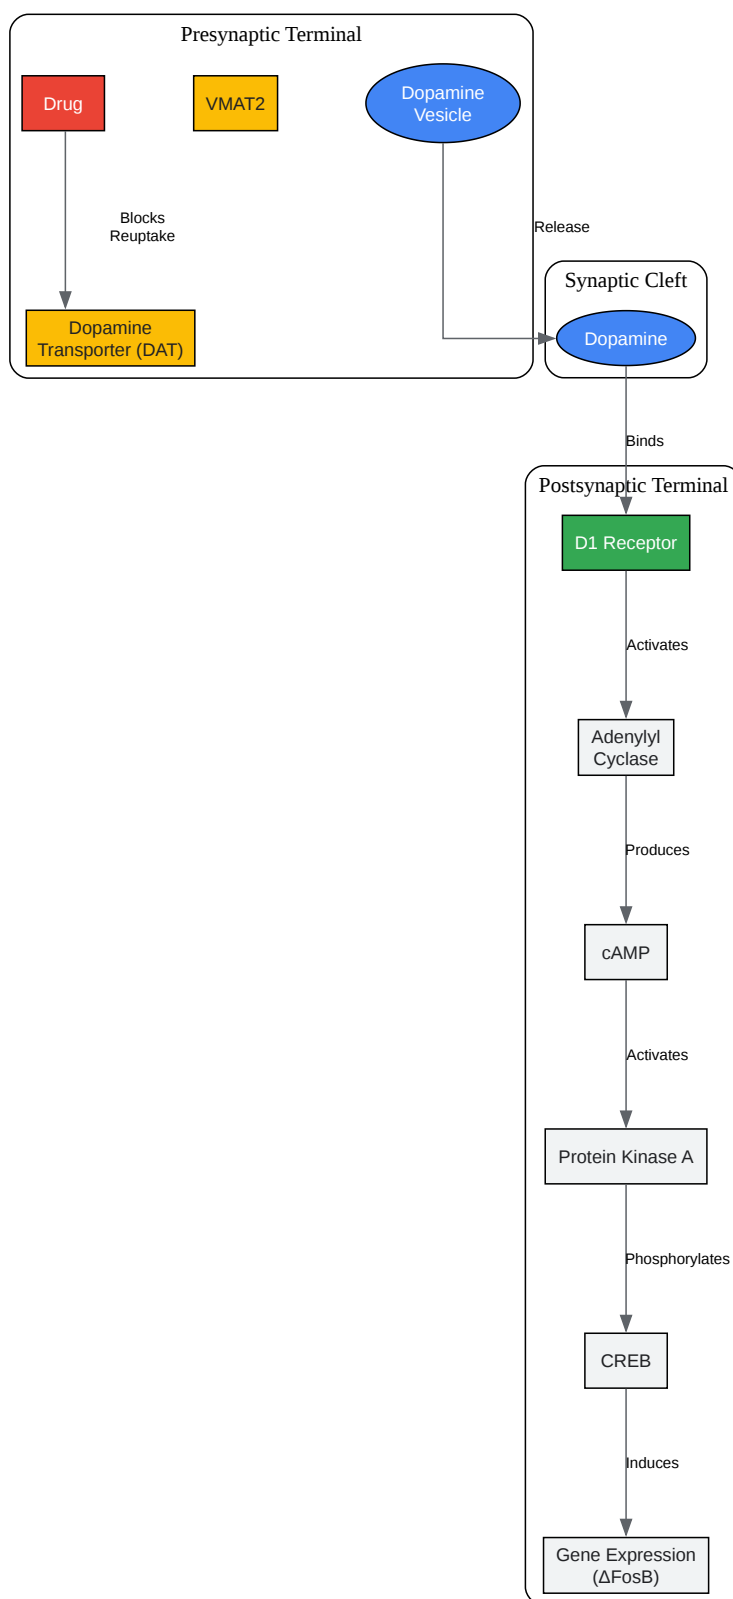 Presynaptic Terminal
Drug
VMAT2
Dopamine
Vesicle
Blocks
Reuptake
Release
Dopamine
Transporter (DAT)
Synaptic Cleft
Dopamine
Binds
Postsynaptic Terminal
D1 Receptor
Activates
Adenylyl
Cyclase
Produces
cAMP
Activates
Protein Kinase A
Phosphorylates
CREB
Induces
Gene Expression
(ΔFosB)